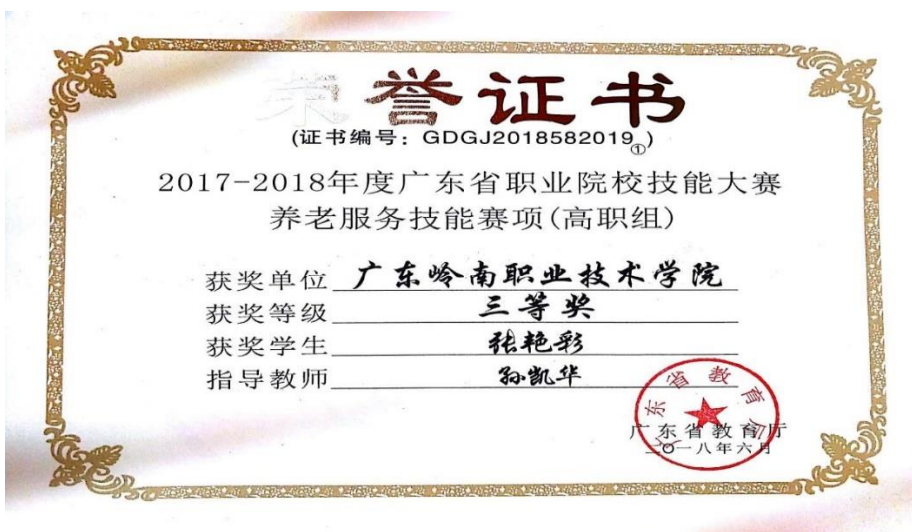 荣誉证书
(证书编号：GDGJ2018582019①)
2017-2018年度广东省职业院校技能大赛
养老服务技能赛项(高职组)
获奖单位 广东岭南职业技术学院
获奖等级 三等奖
获奖学生 张艳彩
指导教师 孙凯华
广东省教育厅
广东省教育厅
二〇一八年六月